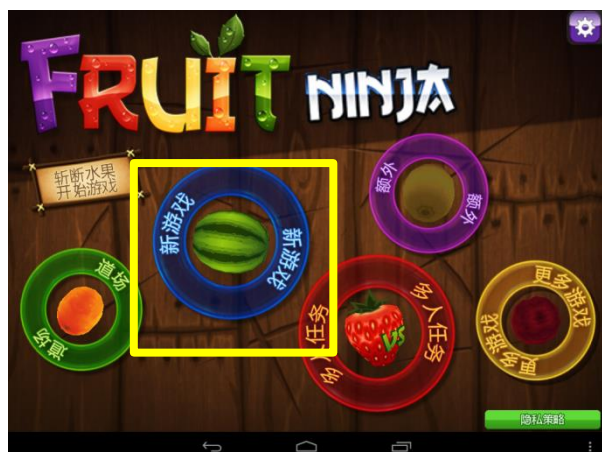 FRUIT NINJA
斩断水果
开始游戏
新游戏
新游戏
额外
额外
道场
道场
多人任务
多人任务
VS
更多游戏
更多游戏
隐私策略